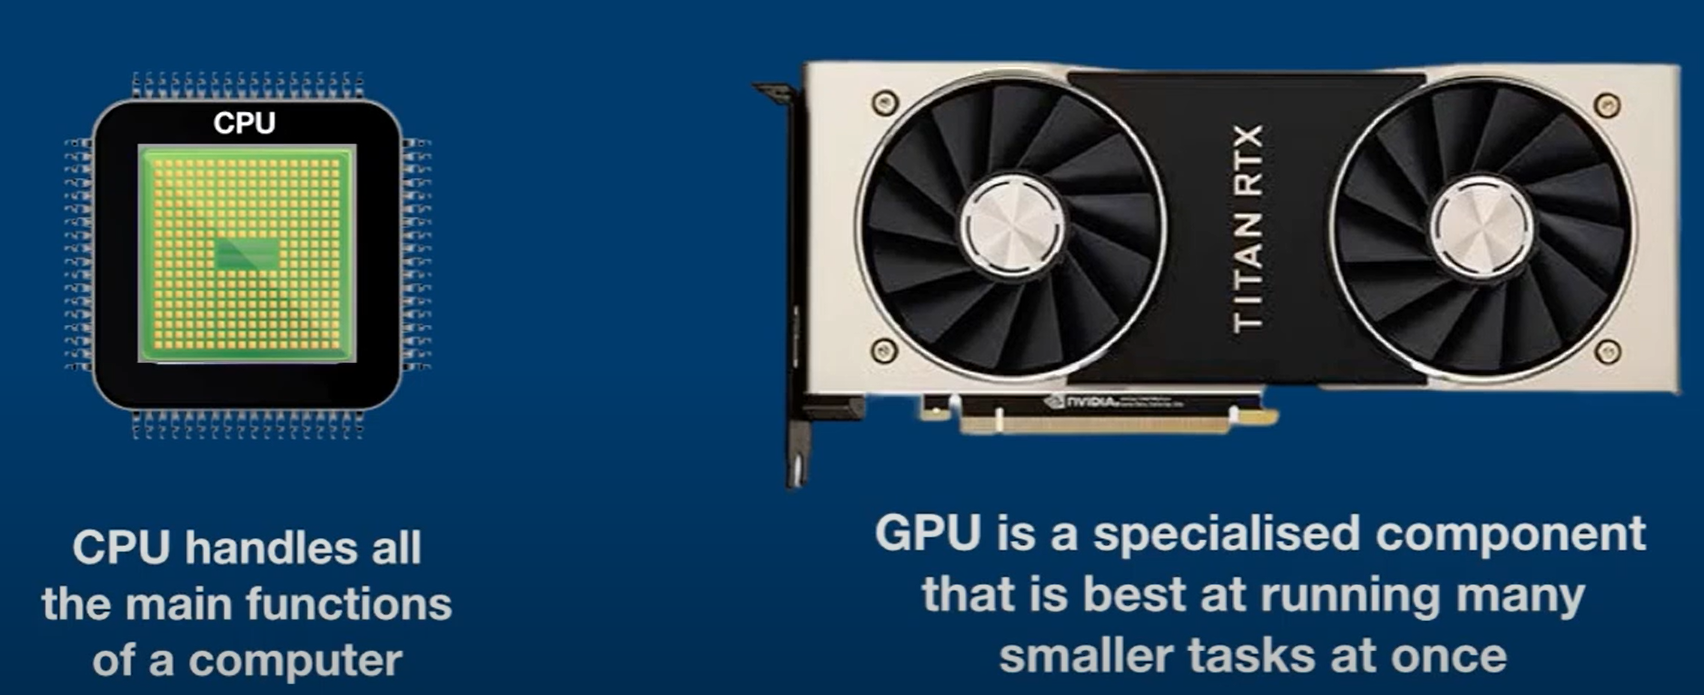 CPU
TITAN RTX
NVIDIA
CPU handles all
the main functions
of a computer
GPU is a specialised component
that is best at running many
smaller tasks at once